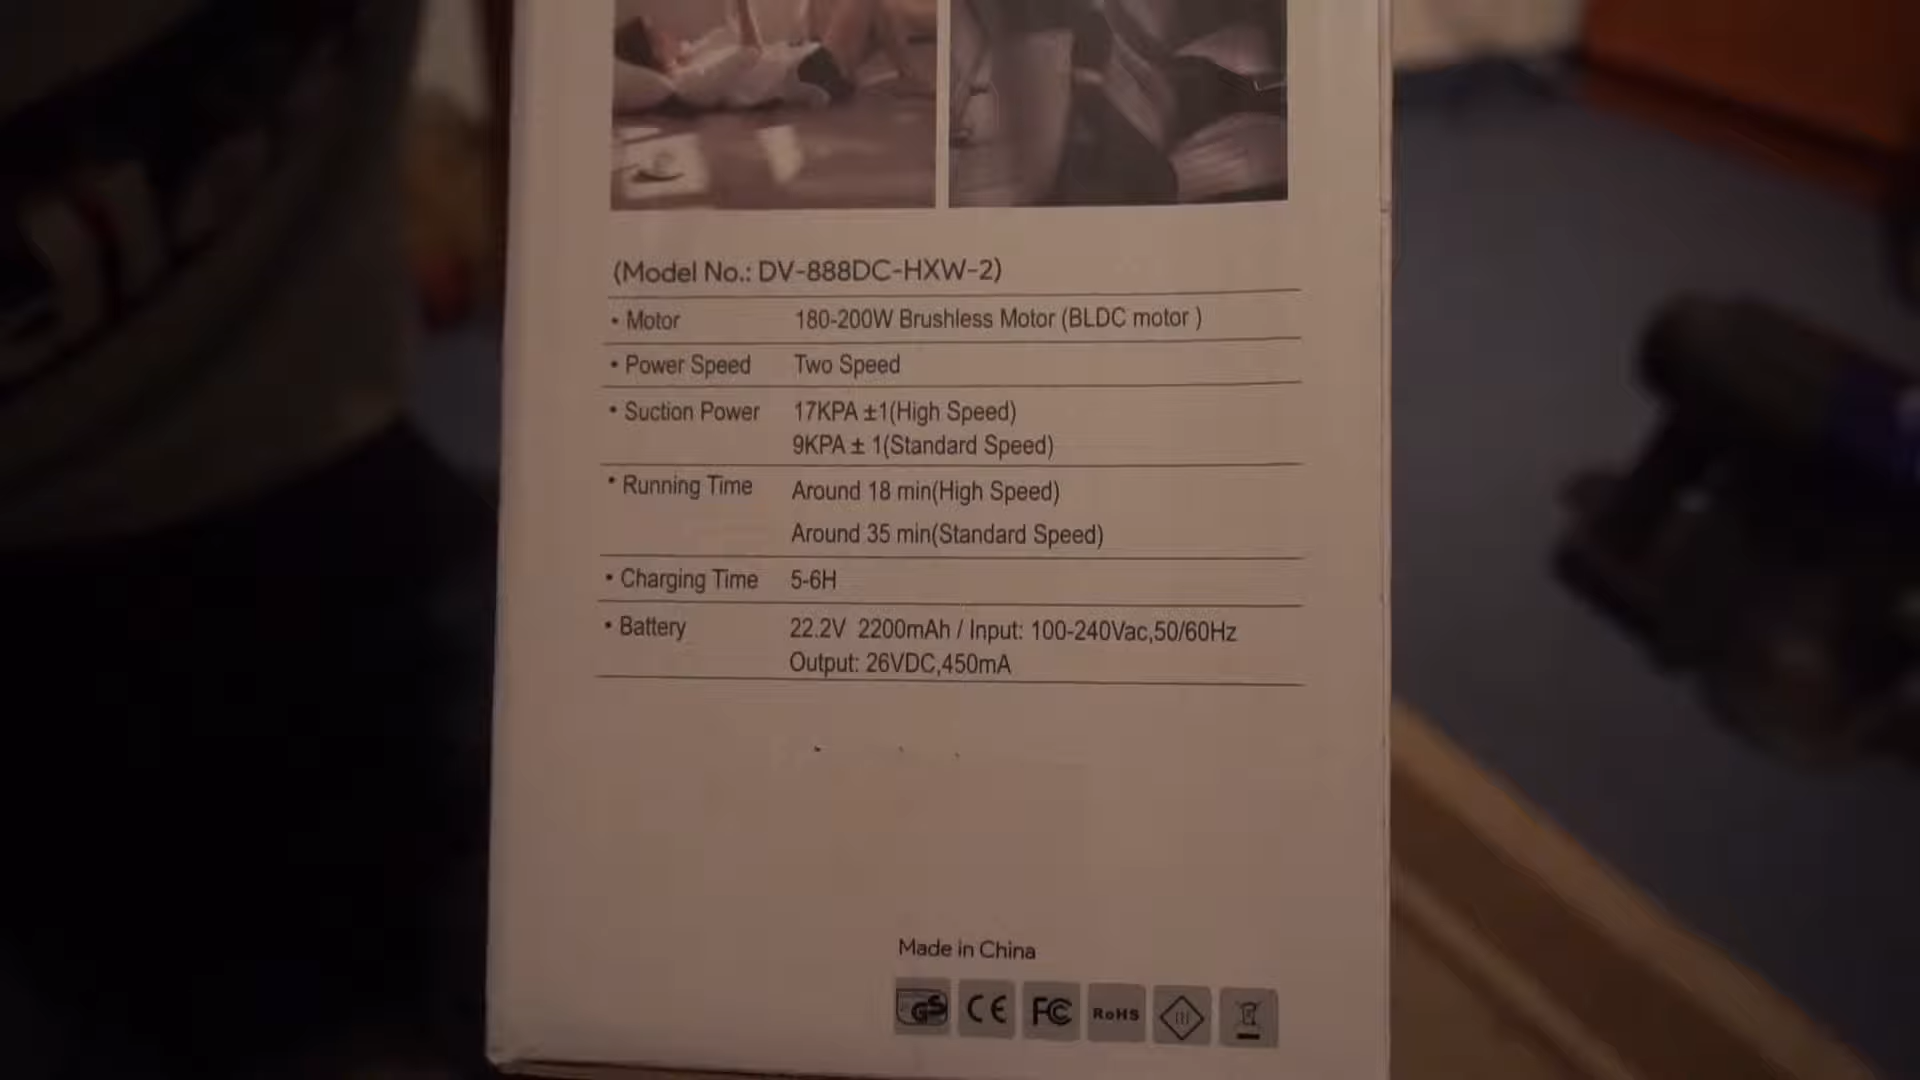 (Model No.: DV-888DC-HXW-2)
• Motor 180-200W Brushless Motor (BLDC motor )
• Power Speed Two Speed
• Suction Power 17KPA ±1(High Speed)
9KPA ± 1(Standard Speed)
• Running Time Around 18 min(High Speed)
Around 35 min(Standard Speed)
• Charging Time 5-6H
• Battery 22.2V 2200mAh / Input: 100-240Vac,50/60Hz
Output: 26VDC,450mA
Made in China
GS CE FC RoHS